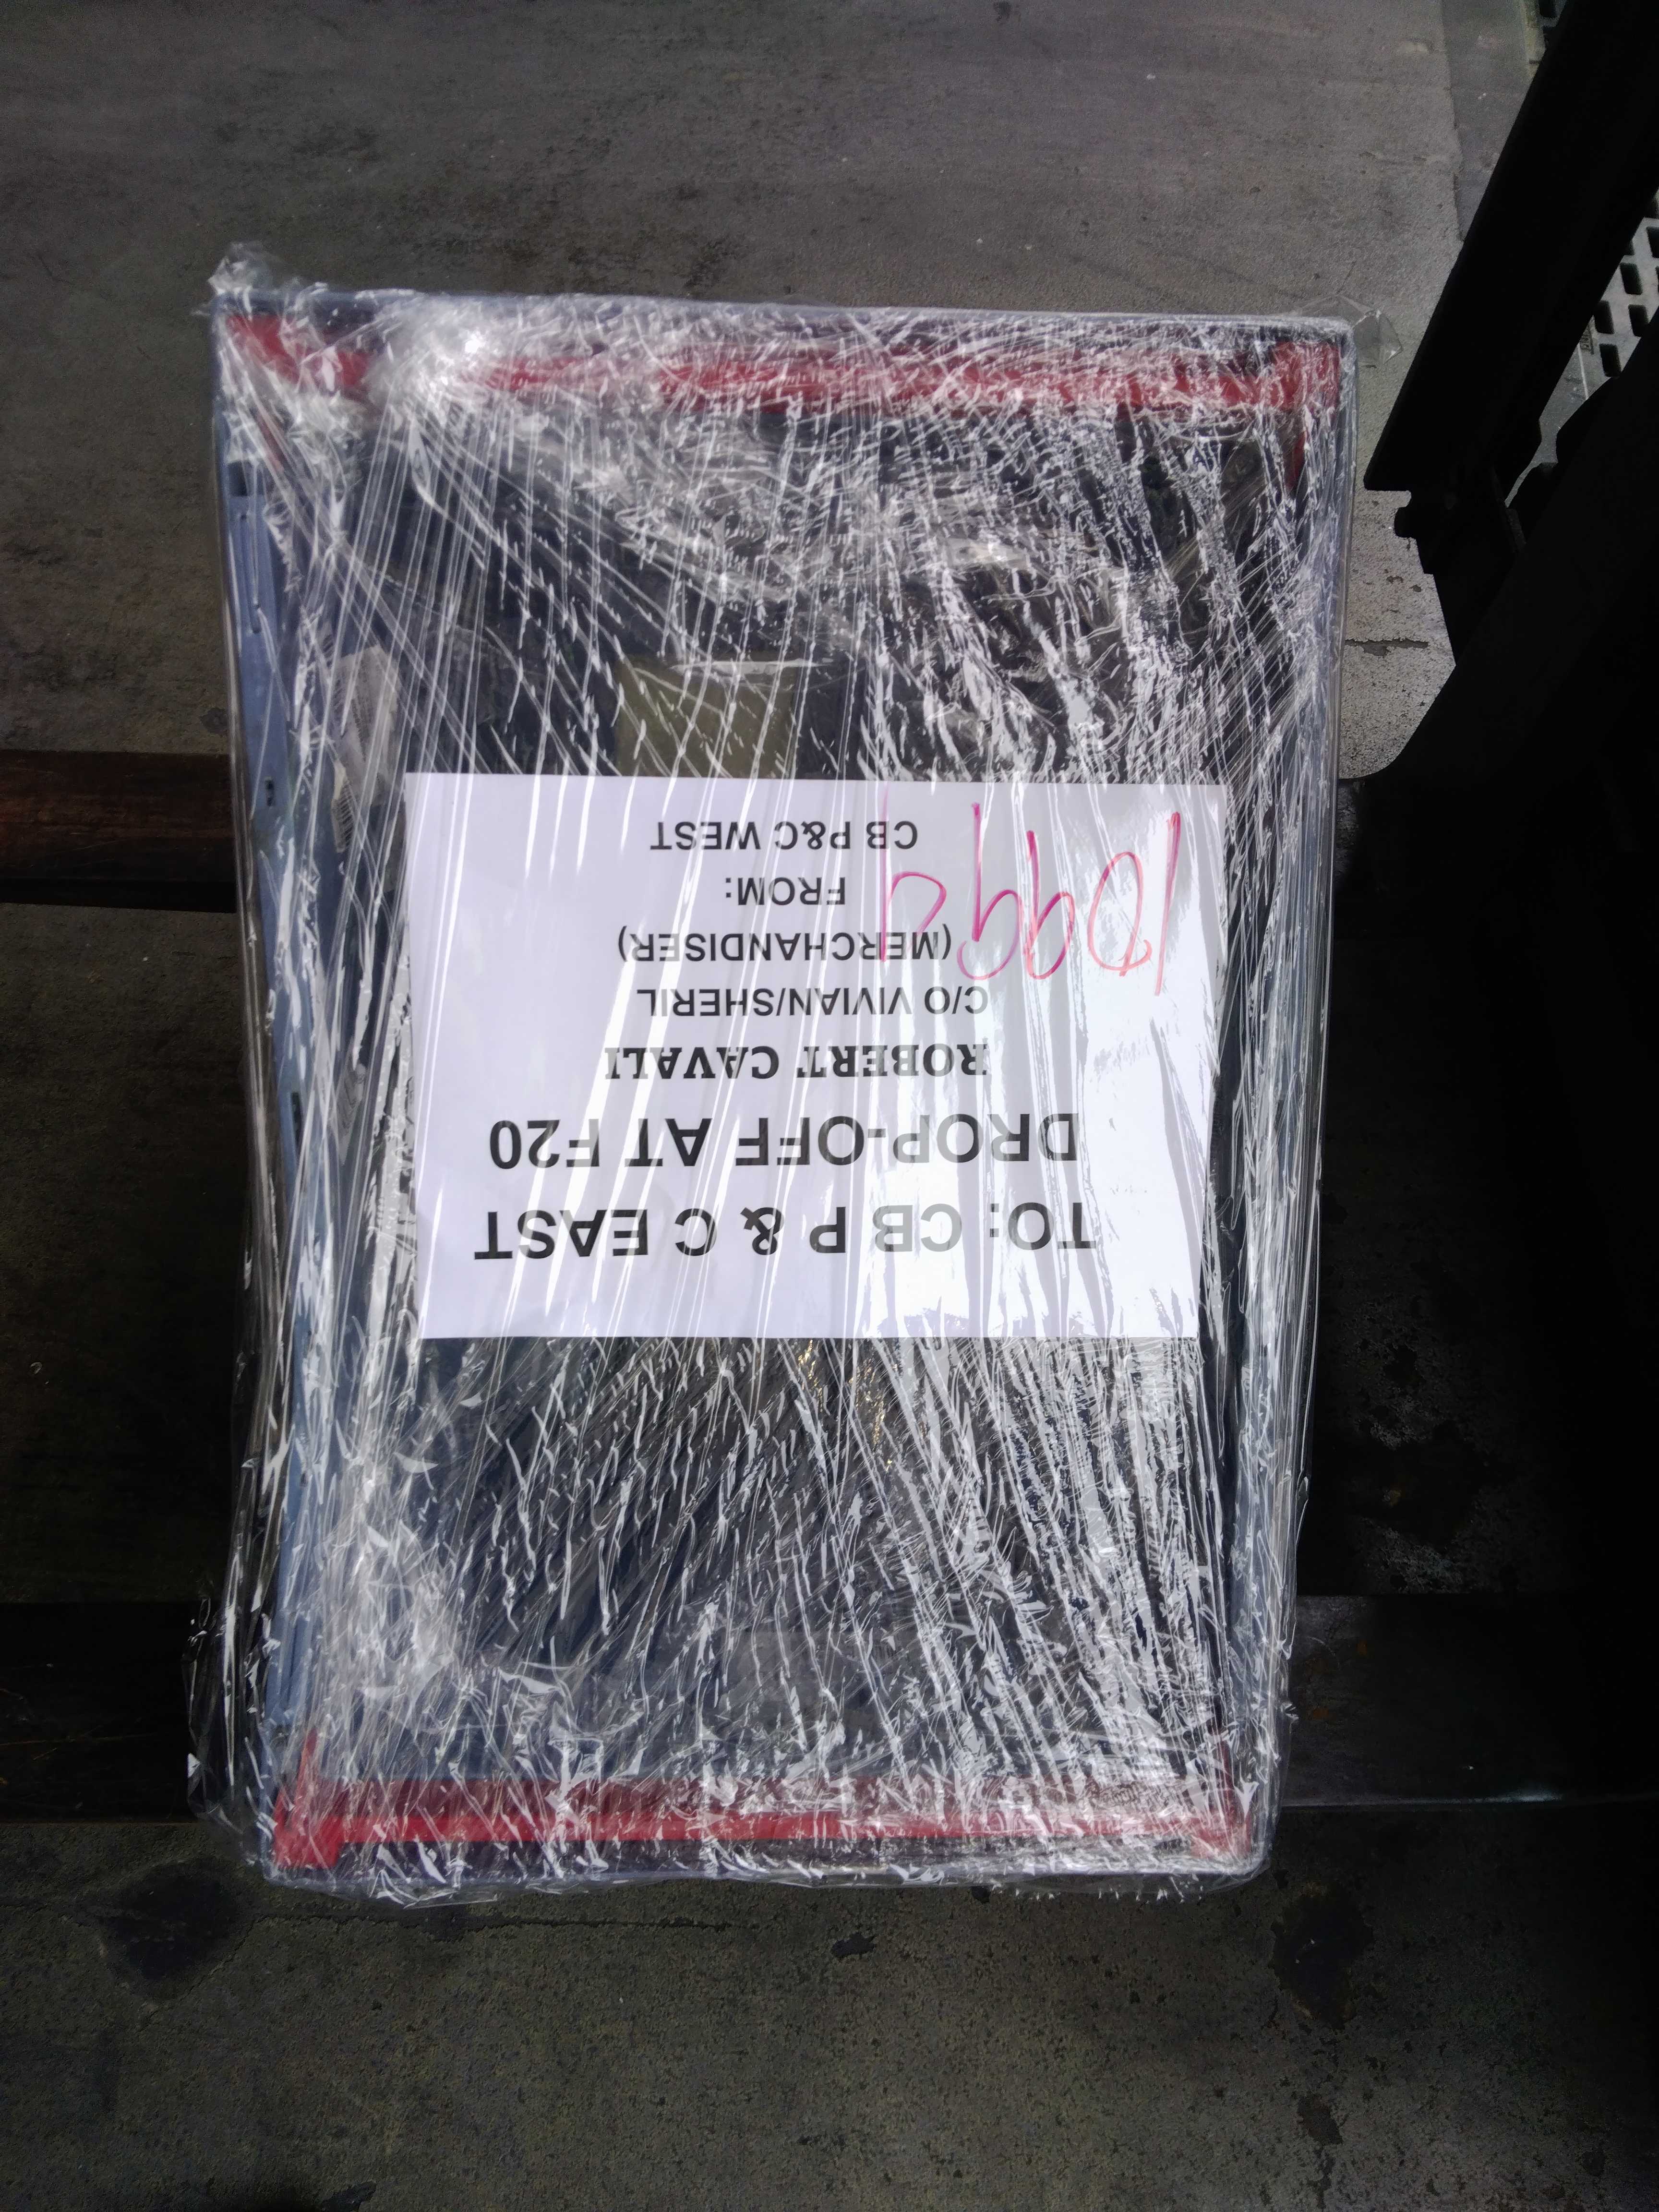 TO: CB P & C EAST
DROP-OFF AT F20
ROBERT CAVALI
C/O VIVIAN/SHERIL
(MERCHANDISER)
FROM:
CB P&C WEST
10994